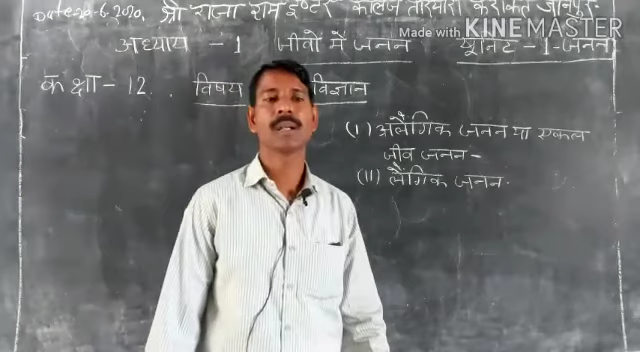 Date 20-6, 2020, श्री राजा राम इण्टर कालेज
Made with KINEMASTER
अध्याय - 1 जीवों में जनन यूनिट - 1 - जनन
कक्षा - 12. विषय विज्ञान
(I) अलैंगिक जनन या एकल
जीव जनन -
(II) लैंगिक जनन.